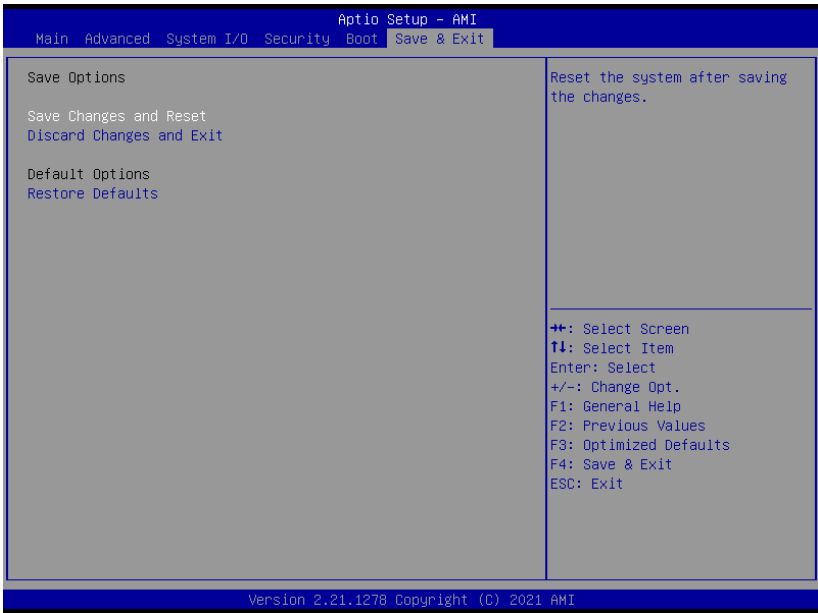 Aptio Setup – AMI
Main Advanced System I/O Security Boot Save & Exit
Save Options
Save Changes and Reset
Discard Changes and Exit
Default Options
Restore Defaults
Reset the system after saving
the changes.
→←: Select Screen
↑↓: Select Item
Enter: Select
+/-: Change Opt.
F1: General Help
F2: Previous Values
F3: Optimized Defaults
F4: Save & Exit
ESC: Exit
Version 2.21.1278 Copyright (C) 2021 AMI